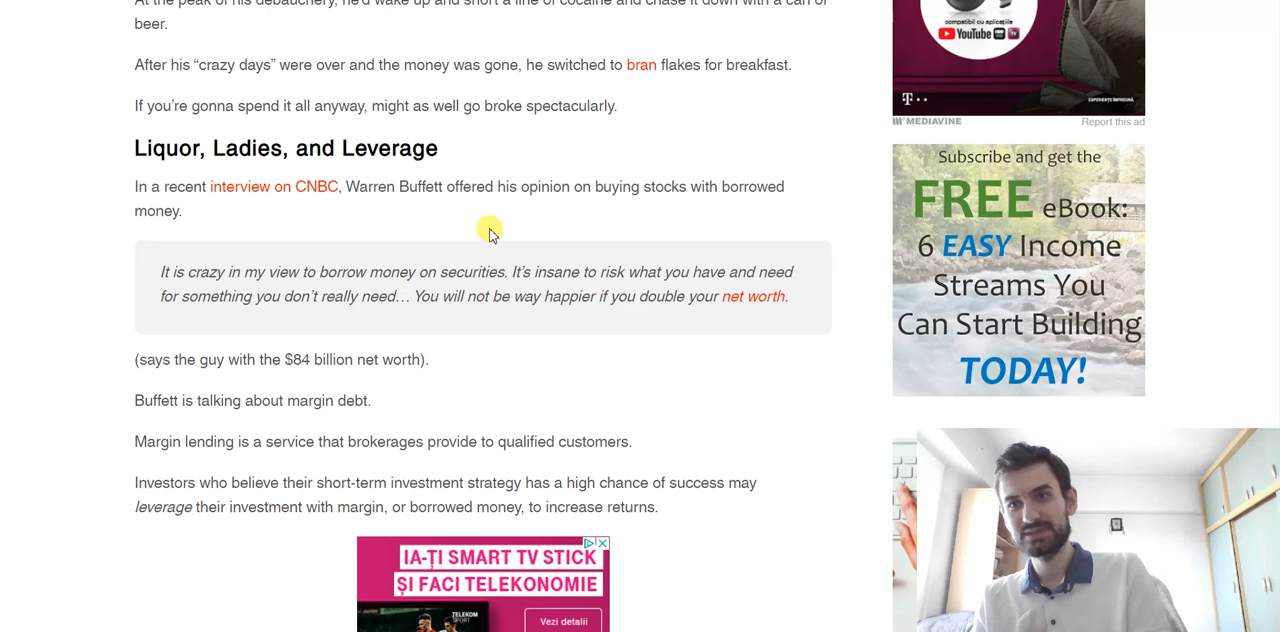 At the peak of his debauchery, he'd wake up and snort a line of cocaine and chase it down with a can of
beer.
After his “crazy days” were over and the money was gone, he switched to bran flakes for breakfast.
If you’re gonna spend it all anyway, might as well go broke spectacularly.
Liquor, Ladies, and Leverage
In a recent interview on CNBC, Warren Buffett offered his opinion on buying stocks with borrowed
money.
It is crazy in my view to borrow money on securities. It’s insane to risk what you have and need
for something you don’t really need… You will not be way happier if you double your net worth.
(says the guy with the $84 billion net worth).
Buffett is talking about margin debt.
Margin lending is a service that brokerages provide to qualified customers.
Investors who believe their short-term investment strategy has a high chance of success may
leverage their investment with margin, or borrowed money, to increase returns.
IA-ȚI SMART TV STICK
ȘI FACI TELEKONOMIE
TELEKOM
SPORT
Vezi detalii
compatibil cu aplicațiile
YouTube
T
EXPERIENȚE ÎMPREUNĂ.
MEDIAVINE
Report this ad
Subscribe and get the
FREE eBook:
6 EASY Income
Streams You
Can Start Building
TODAY!